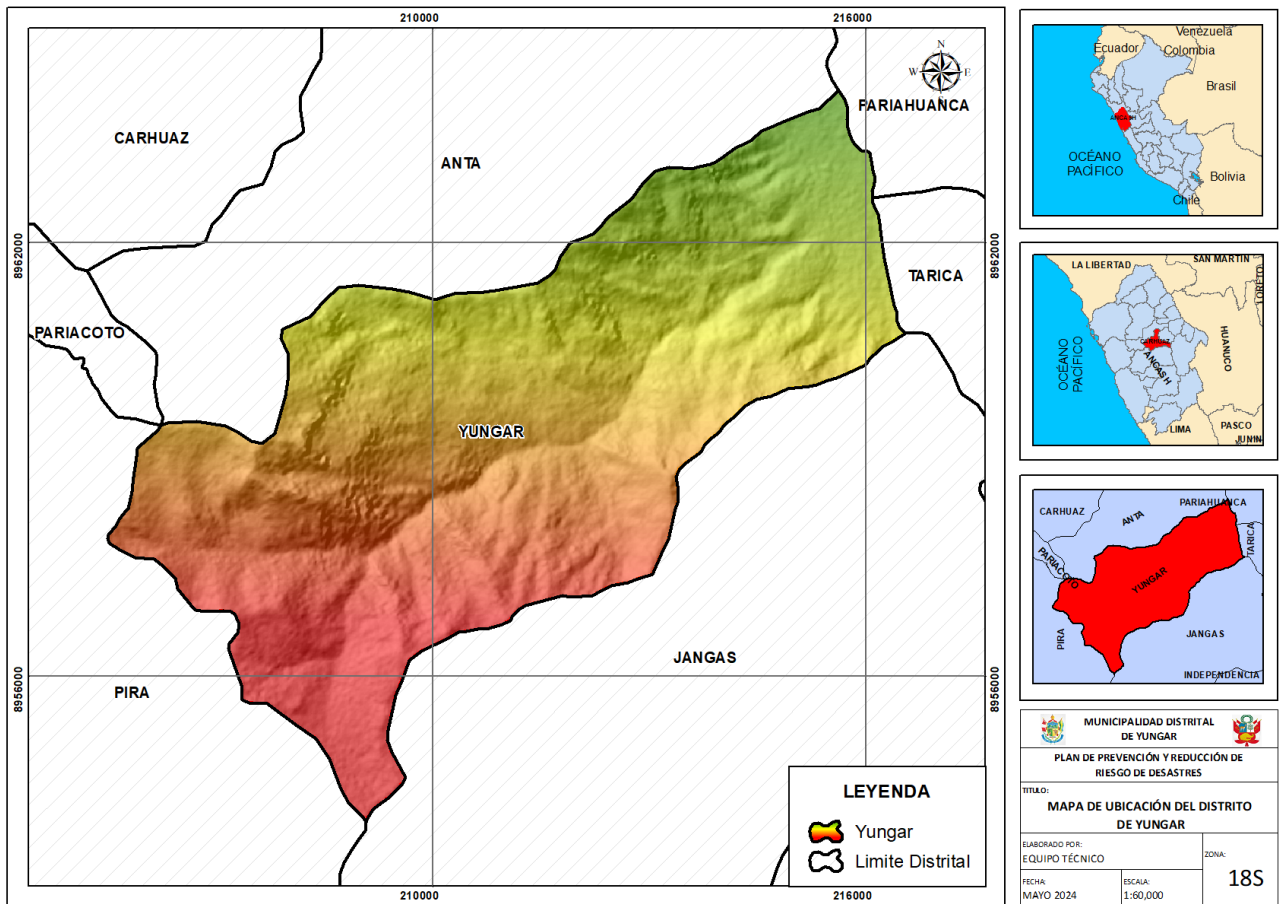 210000
216000
N
W
E
S
CARHUAZ
ANTA
PARIAHUANCA
8962000
8962000
TARICA
PARIACOTO
YUNGAR
JANGAS
PIRA
8956000
8956000
LEYENDA
Yungar
Limite Distrital
210000
216000
Venezuela
Ecuador
Colombia
Brasil
ANCASH
OCÉANO
PACÍFICO
Bolivia
Chile
SAN MARTIN
LA LIBERTAD
LORETO
HUANUCO
CARHUAZ
OCÉANO
PACÍFICO
ANCASH
LIMA
PASCO
JUNIN
PARIAHUANCA
CARHUAZ
ANTA
TARICA
PARIACOTO
YUNGAR
PIRA
JANGAS
INDEPENDENCIA
MUNICIPALIDAD DISTRITAL
DE YUNGAR
PLAN DE PREVENCIÓN Y REDUCCIÓN DE
RIESGO DE DESASTRES
TITULO:
MAPA DE UBICACIÓN DEL DISTRITO
DE YUNGAR
ELABORADO POR:
EQUIPO TÉCNICO
ZONA:
18S
FECHA:
MAYO 2024
ESCALA:
1:60,000